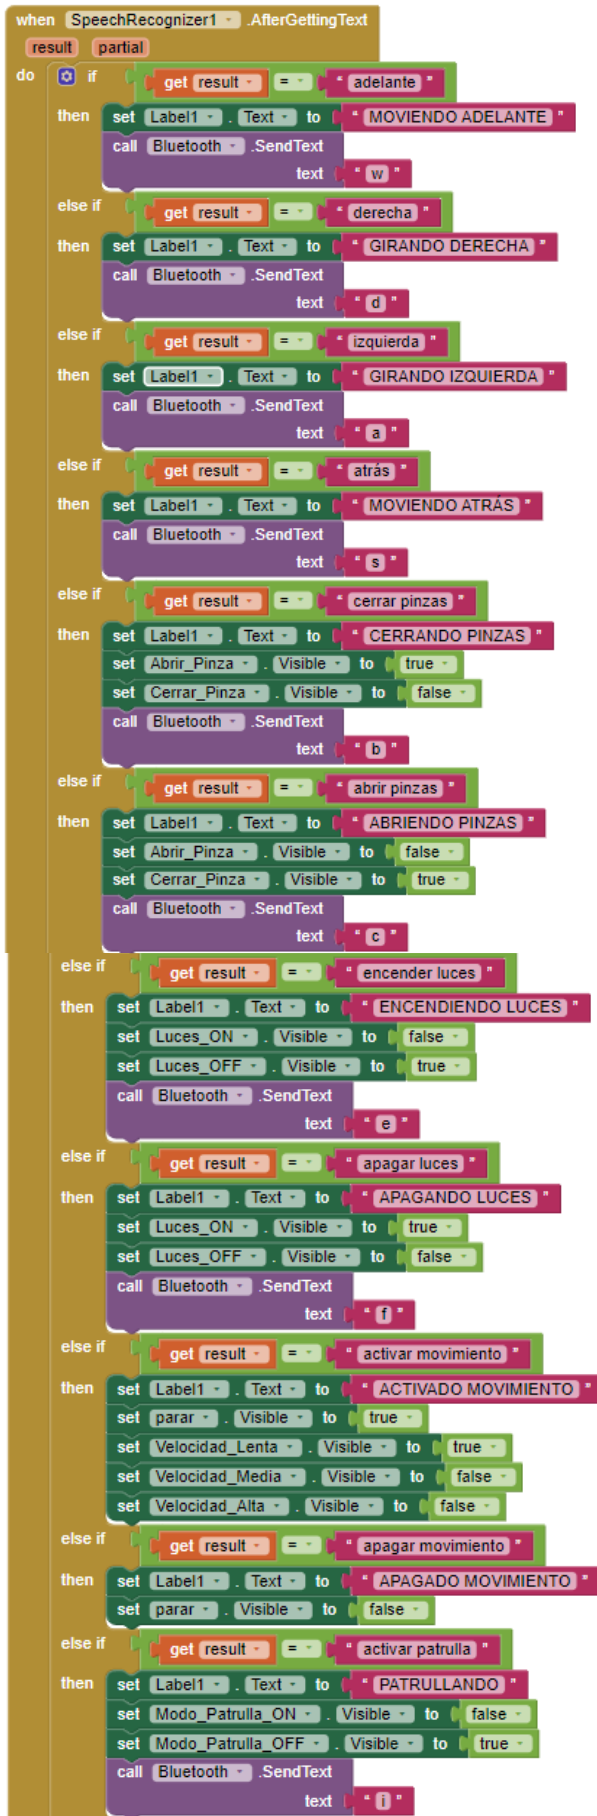 when SpeechRecognizer1 .AfterGettingText
result partial
do if get result = " adelante "
then set Label1 . Text to " MOVIENDO ADELANTE "
call Bluetooth .SendText
text " w "
else if get result = " derecha "
then set Label1 . Text to " GIRANDO DERECHA "
call Bluetooth .SendText
text " d "
else if get result = " izquierda "
then set Label1 . Text to " GIRANDO IZQUIERDA "
call Bluetooth .SendText
text " a "
else if get result = " atrás "
then set Label1 . Text to " MOVIENDO ATRÁS "
call Bluetooth .SendText
text " s "
else if get result = " cerrar pinzas "
then set Label1 . Text to " CERRANDO PINZAS "
set Abrir_Pinza . Visible to true
set Cerrar_Pinza . Visible to false
call Bluetooth .SendText
text " b "
else if get result = " abrir pinzas "
then set Label1 . Text to " ABRIENDO PINZAS "
set Abrir_Pinza . Visible to false
set Cerrar_Pinza . Visible to true
call Bluetooth .SendText
text " c "
else if get result = " encender luces "
then set Label1 . Text to " ENCENDIENDO LUCES "
set Luces_ON . Visible to false
set Luces_OFF . Visible to true
call Bluetooth .SendText
text " e "
else if get result = " apagar luces "
then set Label1 . Text to " APAGANDO LUCES "
set Luces_ON . Visible to true
set Luces_OFF . Visible to false
call Bluetooth .SendText
text " f "
else if get result = " activar movimiento "
then set Label1 . Text to " ACTIVADO MOVIMIENTO "
set parar . Visible to true
set Velocidad_Lenta . Visible to true
set Velocidad_Media . Visible to false
set Velocidad_Alta . Visible to false
else if get result = " apagar movimiento "
then set Label1 . Text to " APAGADO MOVIMIENTO "
set parar . Visible to false
else if get result = " activar patrulla "
then set Label1 . Text to " PATRULLANDO "
set Modo_Patrulla_ON . Visible to false
set Modo_Patrulla_OFF . Visible to true
call Bluetooth .SendText
text " i "